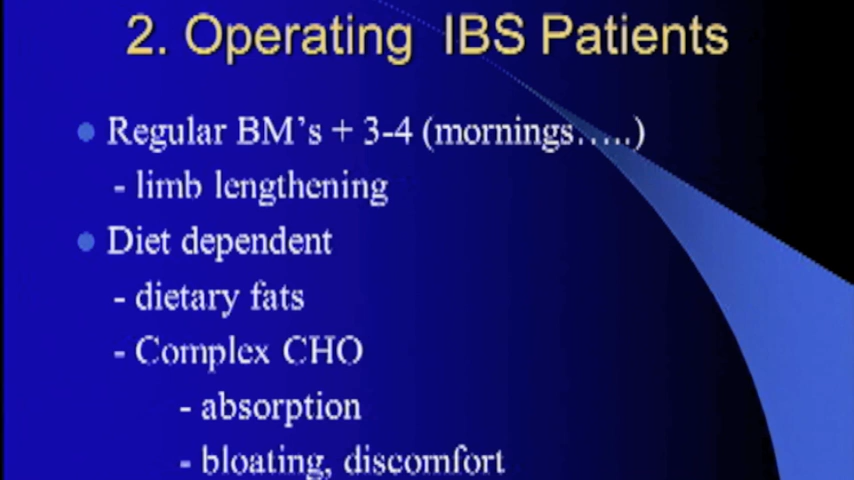 2. Operating IBS Patients
Regular BM's + 3-4 (mornings.....)
- limb lengthening
Diet dependent
- dietary fats
- Complex CHO
- absorption
- bloating, discomfort